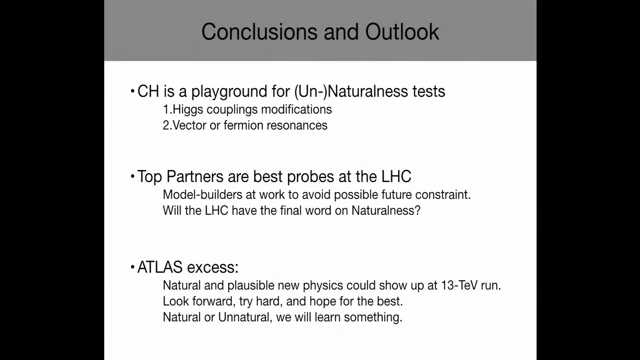 Conclusions and Outlook
•CH is a playground for (Un-)Naturalness tests
1.Higgs couplings modifications
2.Vector or fermion resonances
•Top Partners are best probes at the LHC
Model-builders at work to avoid possible future constraint.
Will the LHC have the final word on Naturalness?
•ATLAS excess:
Natural and plausible new physics could show up at 13-TeV run.
Look forward, try hard, and hope for the best.
Natural or Unnatural, we will learn something.